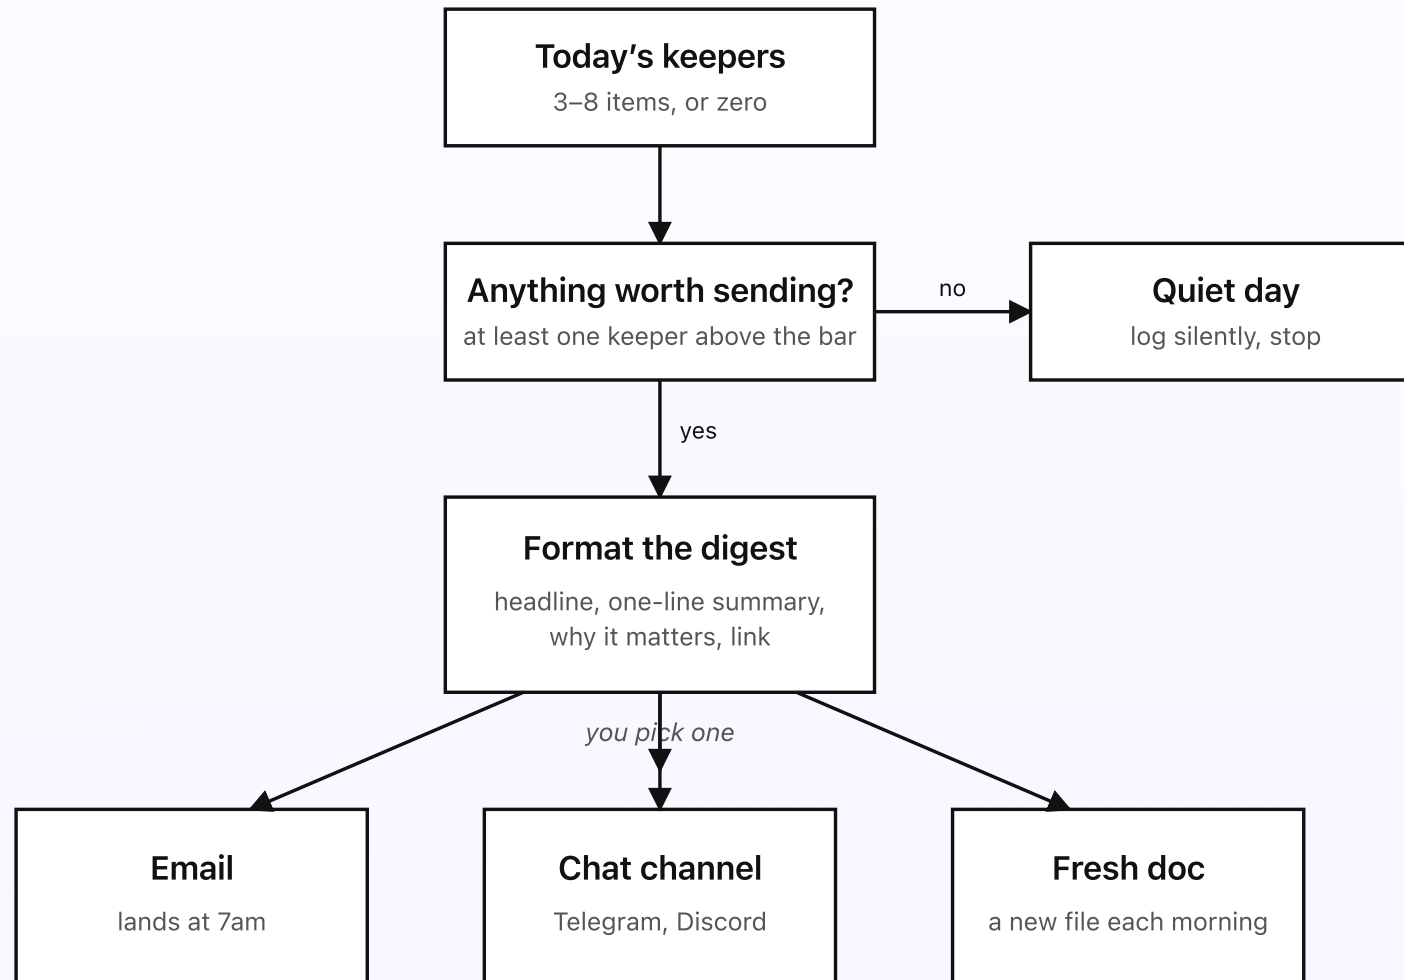 Today’s keepers
3–8 items, or zero
Anything worth sending?
at least one keeper above the bar
no
Quiet day
log silently, stop
yes
Format the digest
headline, one-line summary,
why it matters, link
you pick one
Email
lands at 7am
Chat channel
Telegram, Discord
Fresh doc
a new file each morning